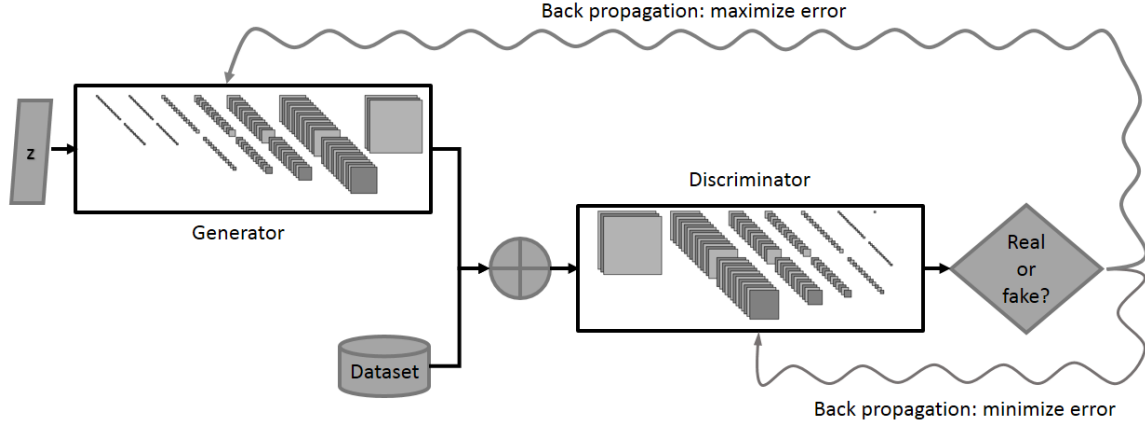 Back propagation: maximize error
z
Generator
Discriminator
Real
or
fake?
Dataset
Back propagation: minimize error